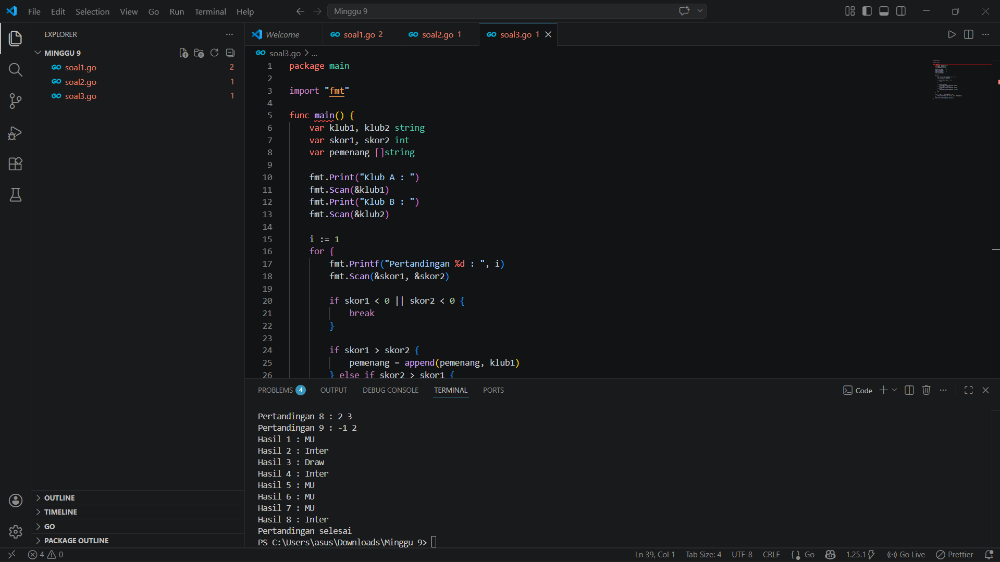 File Edit Selection View Go Run Terminal Help
Minggu 9
EXPLORER
MINGGU 9
soal1.go 2
soal2.go 1
soal3.go 1
OUTLINE
TIMELINE
GO
PACKAGE OUTLINE
Welcome
soal1.go 2
soal2.go 1
soal3.go 1
soal3.go > ...
1 package main
2
3 import "fmt"
4
5 func main() {
6 var klub1, klub2 string
7 var skor1, skor2 int
8 var pemenang []string
9
10 fmt.Print("Klub A : ")
11 fmt.Scan(&klub1)
12 fmt.Print("Klub B : ")
13 fmt.Scan(&klub2)
14
15 i := 1
16 for {
17 fmt.Printf("Pertandingan %d : ", i)
18 fmt.Scan(&skor1, &skor2)
19
20 if skor1 < 0 || skor2 < 0 {
21 break
22 }
23
24 if skor1 > skor2 {
25 pemenang = append(pemenang, klub1)
26 } else if skor2 > skor1 {
PROBLEMS 4 OUTPUT DEBUG CONSOLE TERMINAL PORTS
Code
Pertandingan 8 : 2 3
Pertandingan 9 : -1 2
Hasil 1 : MU
Hasil 2 : Inter
Hasil 3 : Draw
Hasil 4 : Inter
Hasil 5 : MU
Hasil 6 : MU
Hasil 7 : MU
Hasil 8 : Inter
Pertandingan selesai
PS C:\Users\asus\Downloads\Minggu 9>
4 0
Ln 39, Col 1 Tab Size: 4 UTF-8 CRLF { } Go 1.25.1 Go Live Prettier